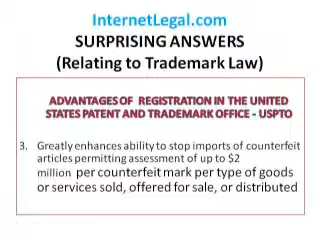 InternetLegal.com
SURPRISING ANSWERS
(Relating to Trademark Law)
ADVANTAGES OF REGISTRATION IN THE UNITED
STATES PATENT AND TRADEMARK OFFICE - USPTO
3. Greatly enhances ability to stop imports of counterfeit
articles permitting assessment of up to $2
million per counterfeit mark per type of goods
or services sold, offered for sale, or distributed